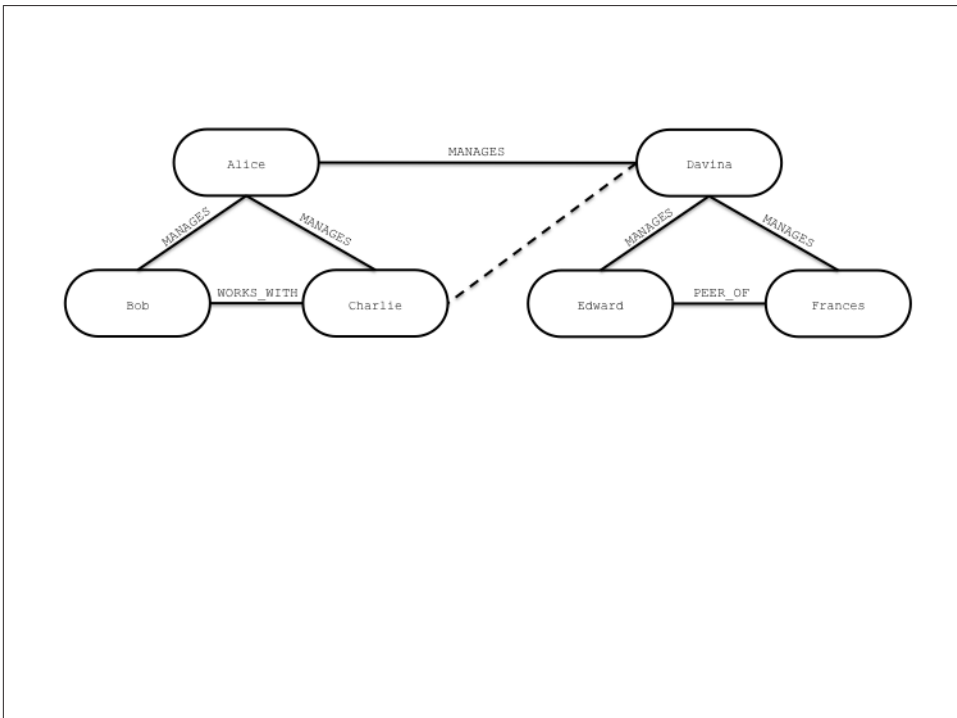 MANAGES
Alice
Davina
MANAGES
MANAGES
MANAGES
MANAGES
WORKS_WITH
PEER_OF
Bob
Charlie
Edward
Frances